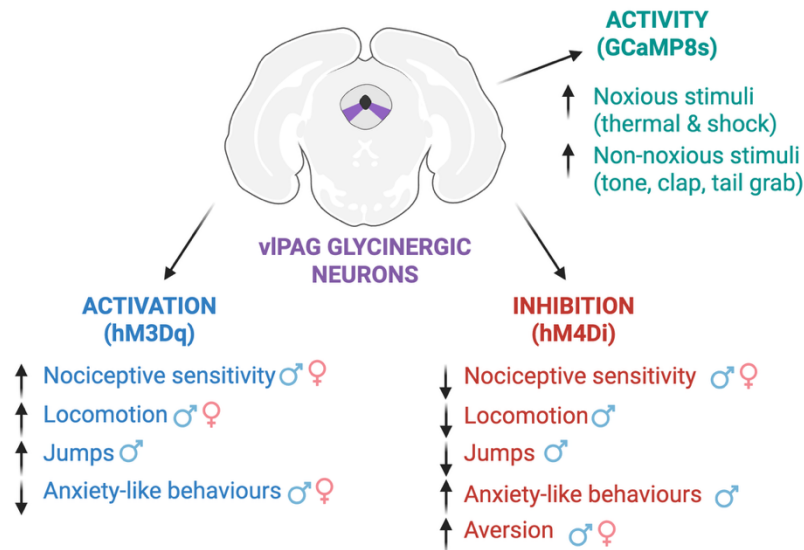 ACTIVITY
(GCaMP8s)
↑ Noxious stimuli
(thermal & shock)
↑ Non-noxious stimuli
(tone, clap, tail grab)
vlPAG GLYCINERGIC
NEURONS
ACTIVATION
(hM3Dq)
↑ Nociceptive sensitivity ♂♀
↑ Locomotion ♂♀
↑ Jumps ♂
↓ Anxiety-like behaviours ♂♀
INHIBITION
(hM4Di)
↓ Nociceptive sensitivity ♂♀
↓ Locomotion ♂
↓ Jumps ♂
↑ Anxiety-like behaviours ♂
↑ Aversion ♂♀